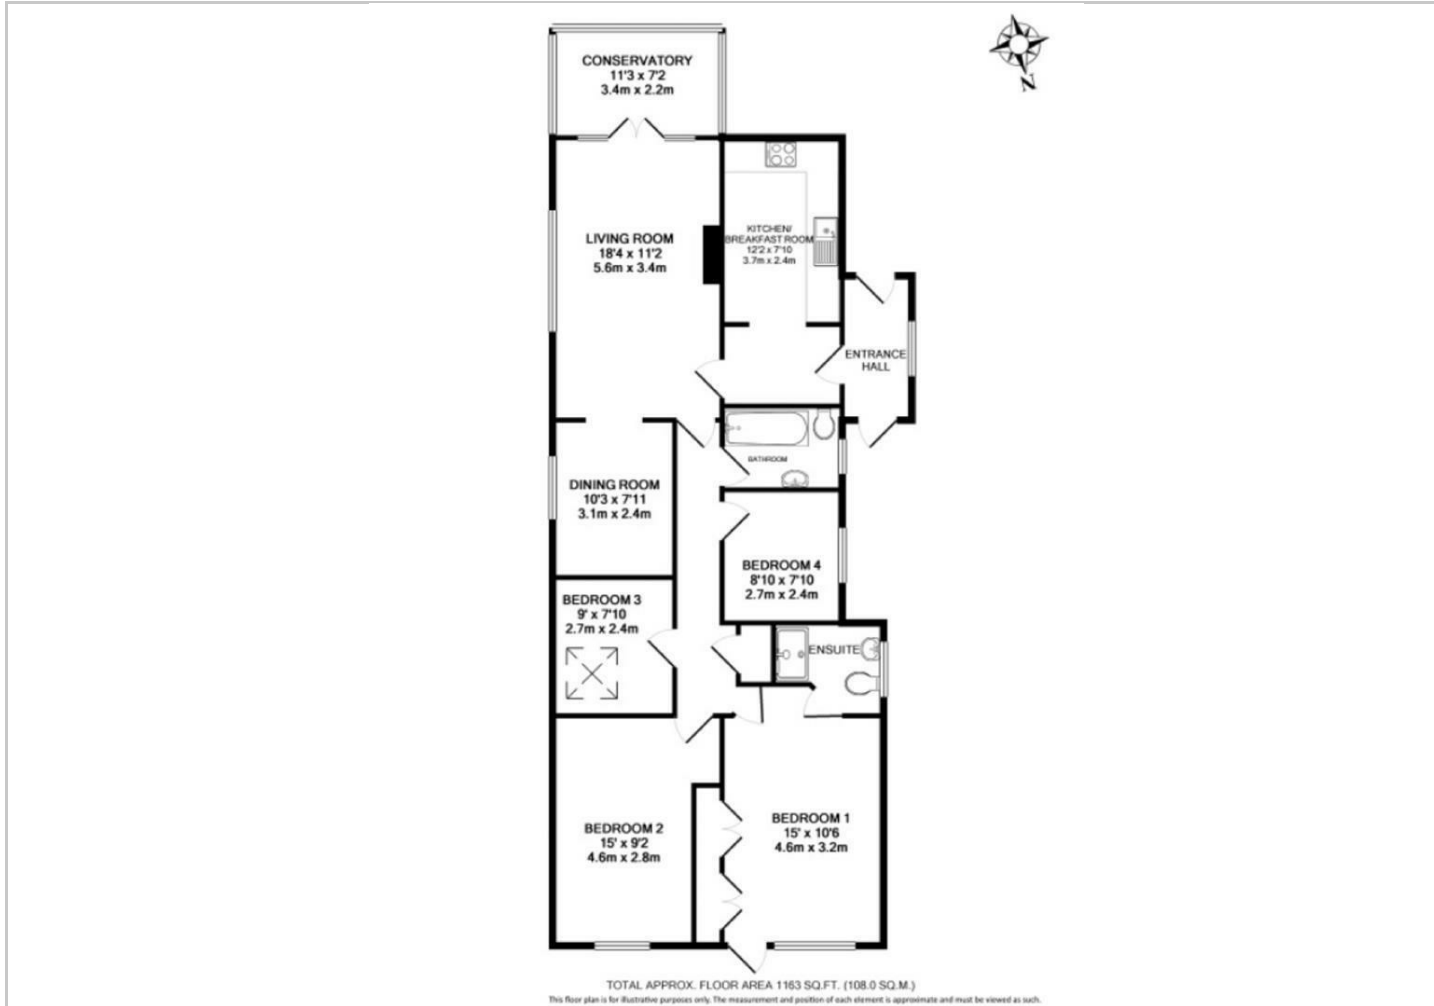 CONSERVATORY
11'3 x 7'2
3.4m x 2.2m
N
LIVING ROOM
18'4 x 11'2
5.6m x 3.4m
KITCHEN/
BREAKFAST ROOM
12'2 x 7'10
3.7m x 2.4m
ENTRANCE
HALL
BATHROOM
DINING ROOM
10'3 x 7'11
3.1m x 2.4m
BEDROOM 4
8'10 x 7'10
2.7m x 2.4m
BEDROOM 3
9' x 7'10
2.7m x 2.4m
ENSUITE
BEDROOM 2
15' x 9'2
4.6m x 2.8m
BEDROOM 1
15' x 10'6
4.6m x 3.2m
TOTAL APPROX. FLOOR AREA 1163 SQ.FT. (108.0 SQ.M.)
This floor plan is for illustrative purposes only. The measurement and position of each element is approximate and must be viewed as such.